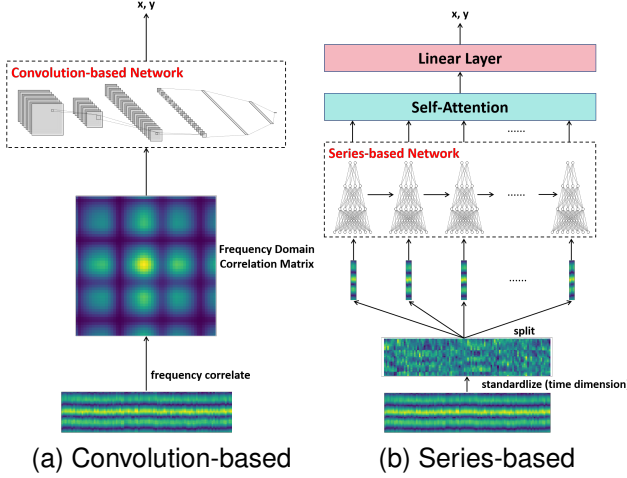 x, y
Convolution-based Network
Frequency Domain
Correlation Matrix
frequency correlate
(a) Convolution-based
x, y
Linear Layer
Self-Attention
......
Series-based Network
......
......
split
standardlize (time dimension
(b) Series-based